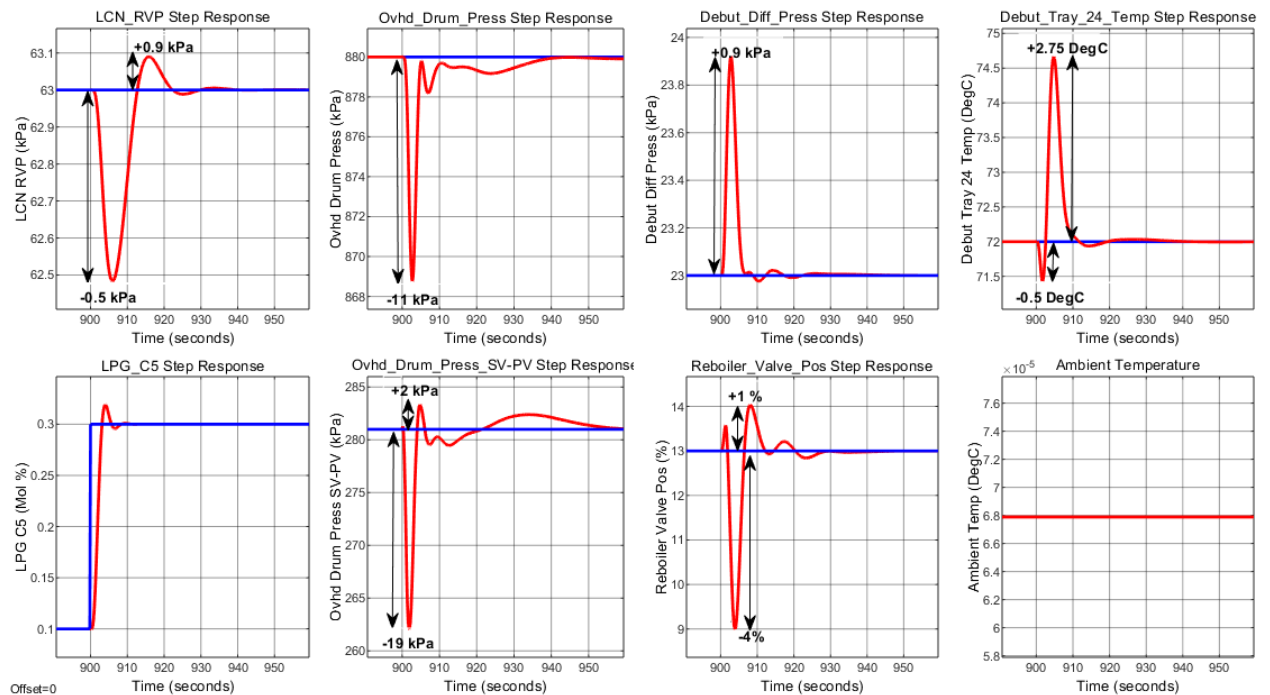 LCN_RVP Step Response
+0.9 kPa
63.1
63
62.9
62.8
62.7
62.6
62.5
LCN RVP (kPa)
-0.5 kPa
900 910 920 930 940 950
Time (seconds)
Ovhd_Drum_Press Step Response
880
878
876
874
872
870
868
Ovhd Drum Press (kPa)
-11 kPa
900 910 920 930 940 950
Time (seconds)
Debut_Diff_Press Step Response
24
+0.9 kPa
23.8
23.6
23.4
23.2
23
Debut Diff Press (kPa)
900 910 920 930 940 950
Time (seconds)
Debut_Tray_24_Temp Step Response
75
+2.75 DegC
74.5
74
73.5
73
72.5
72
71.5
Debut Tray 24 Temp (DegC)
-0.5 DegC
900 910 920 930 940 950
Time (seconds)
LPG_C5 Step Response
0.3
0.2
0.15
0.1
LPG C5 (Mol %)
900 910 920 930 940 950
Time (seconds)
Offset=0
Ovhd_Drum_Press_SV-PV Step Response
285
+2 kPa
280
275
270
265
260
Ovhd Drum Press SV-PV (kPa)
-19 kPa
900 910 920 930 940 950
Time (seconds)
Reboiler_Valve_Pos Step Response
+1 %
14
13
12
11
10
9
Reboiler Valve Pos (%)
-4%
900 910 920 930 940 950
Time (seconds)
Ambient Temperature
×10⁻⁵
7.6
7.4
7.2
7
6.8
6.6
6.4
6.2
6
5.8
Ambient Temp (DegC)
900 910 920 930 940 950
Time (seconds)